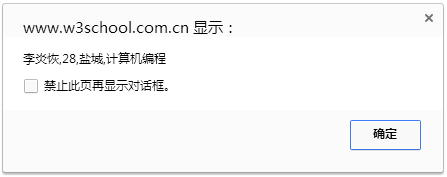 www.w3school.com.cn 显示：
李炎恢,28,盐城,计算机编程
禁止此页再显示对话框。
确定